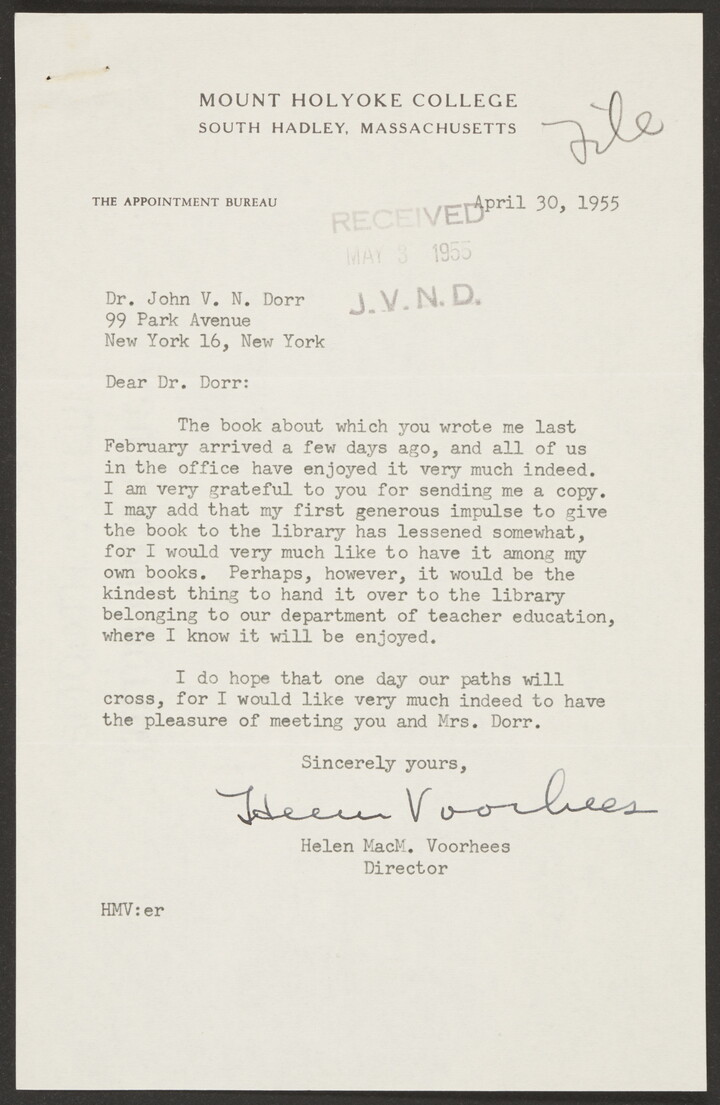 MOUNT HOLYOKE COLLEGE
SOUTH HADLEY, MASSACHUSETTS
File
THE APPOINTMENT BUREAU
April 30, 1955
RECEIVED
MAY 3 1955
J.V.N.D.
Dr. John V. N. Dorr
99 Park Avenue
New York 16, New York
Dear Dr. Dorr:
The book about which you wrote me last
February arrived a few days ago, and all of us
in the office have enjoyed it very much indeed.
I am very grateful to you for sending me a copy.
I may add that my first generous impulse to give
the book to the library has lessened somewhat,
for I would very much like to have it among my
own books. Perhaps, however, it would be the
kindest thing to hand it over to the library
belonging to our department of teacher education,
where I know it will be enjoyed.
I do hope that one day our paths will
cross, for I would like very much indeed to have
the pleasure of meeting you and Mrs. Dorr.
Sincerely yours,
Helen Voorhees
Helen MacM. Voorhees
Director
HMV:er